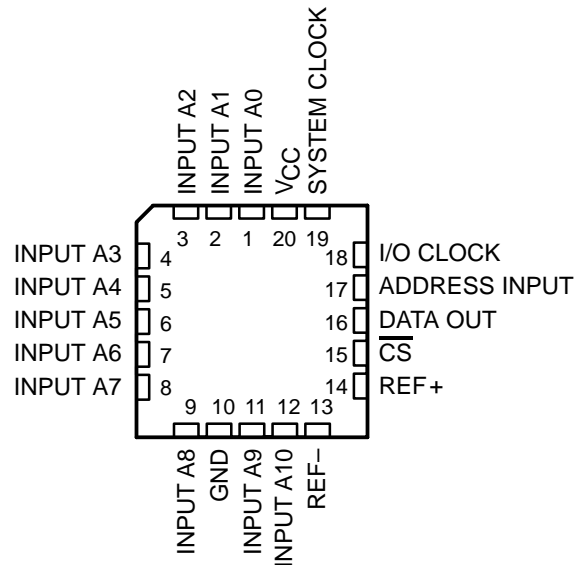 INPUT A2
INPUT A1
INPUT A0
VCC
SYSTEM CLOCK
3 2 1 20 19
INPUT A3 4
18 I/O CLOCK
INPUT A4 5
17 ADDRESS INPUT
INPUT A5 6
16 DATA OUT
INPUT A6 7
15 C̅S̅
INPUT A7 8
14 REF+
9 10 11 12 13
INPUT A8
GND
INPUT A9
INPUT A10
REF–